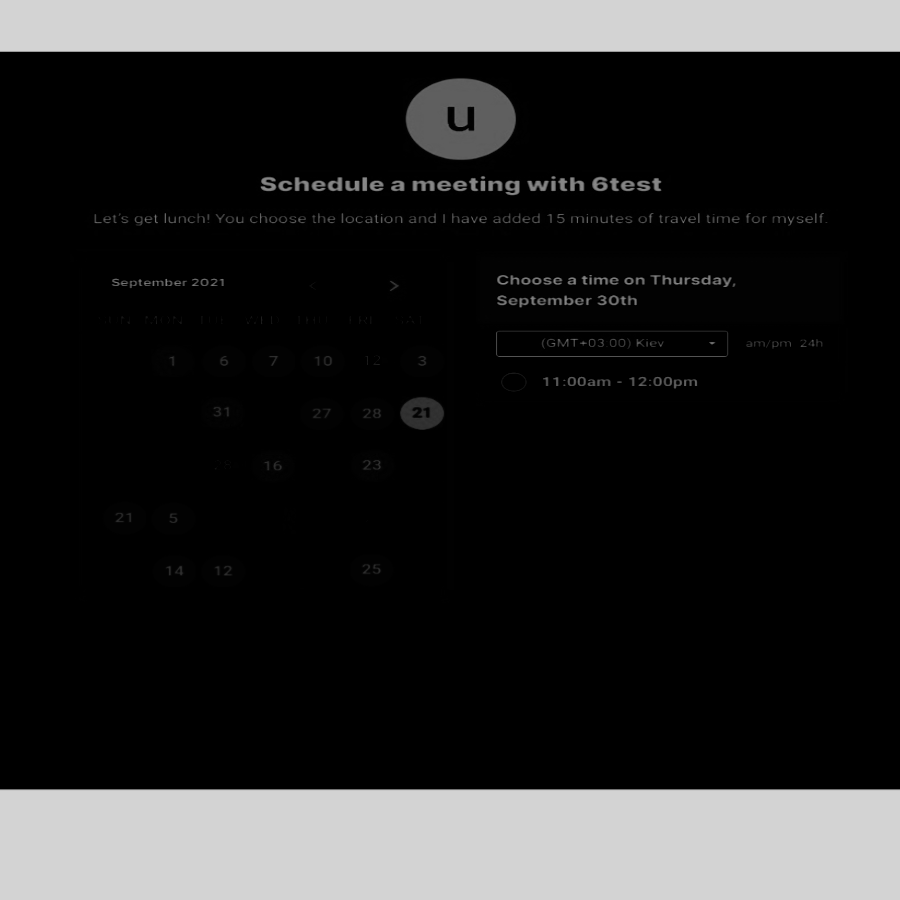 u
Schedule a meeting with 6test
Let's get lunch! You choose the location and I have added 15 minutes of travel time for myself.
September 2021 < >
MON
1 6 7 10 12 3
31 27 28 21
16 23
21 5
14 12 25
Choose a time on Thursday,
September 30th
(GMT+03:00) Kiev am/pm 24h
11:00am - 12:00pm